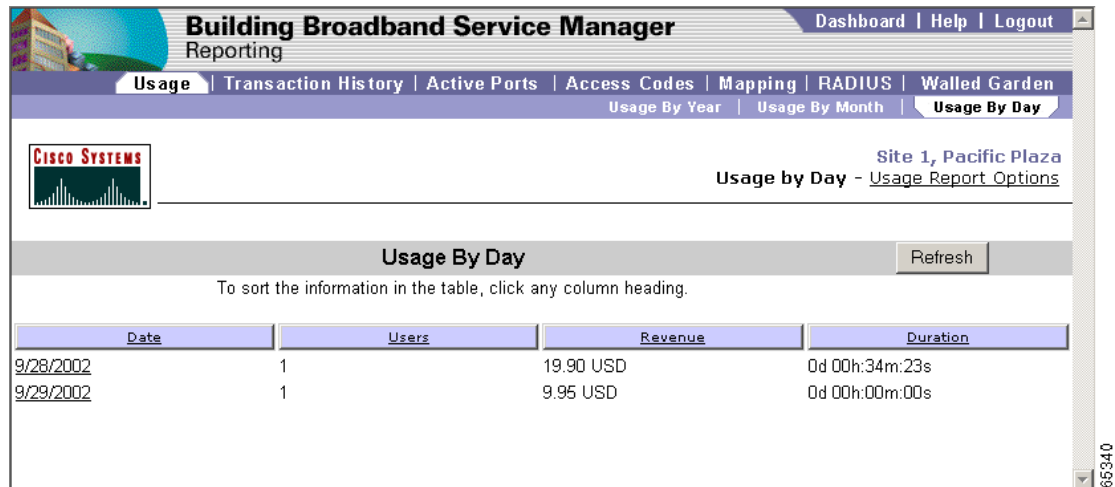 Building Broadband Service Manager
Reporting
Dashboard | Help | Logout
Usage | Transaction History | Active Ports | Access Codes | Mapping | RADIUS | Walled Garden
Usage By Year | Usage By Month | Usage By Day
CISCO SYSTEMS
Site 1, Pacific Plaza
Usage by Day - Usage Report Options
Usage By Day
Refresh
To sort the information in the table, click any column heading.
Date Users Revenue Duration
9/28/2002 1 19.90 USD 0d 00h:34m:23s
9/29/2002 1 9.95 USD 0d 00h:00m:00s
65340